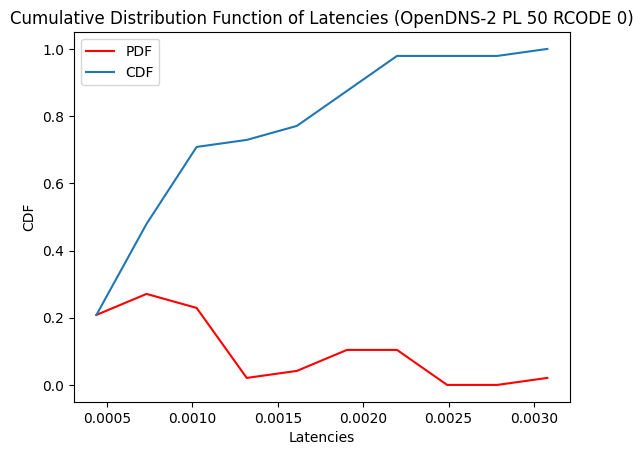 Cumulative Distribution Function of Latencies (OpenDNS-2 PL 50 RCODE 0)
PDF
CDF
1.0
0.8
0.6
0.4
0.2
0.0
CDF
0.0005
0.0010
0.0015
0.0020
0.0025
0.0030
Latencies